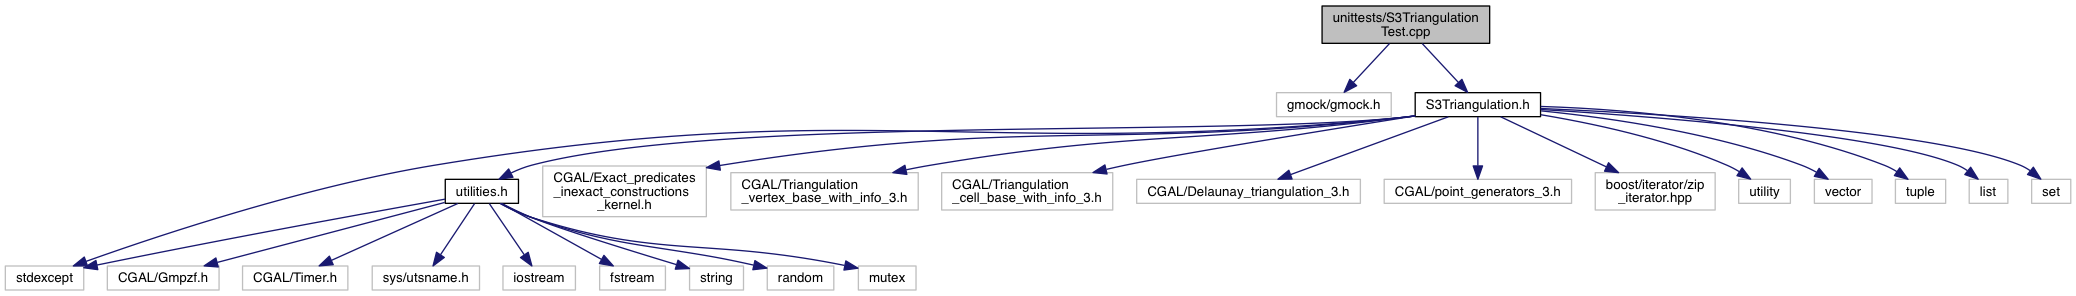 unittests/S3Triangulation
Test.cpp
gmock/gmock.h
S3Triangulation.h
utilities.h
CGAL/Exact_predicates
_inexact_constructions
_kernel.h
CGAL/Triangulation
_vertex_base_with_info_3.h
CGAL/Triangulation
_cell_base_with_info_3.h
CGAL/Delaunay_triangulation_3.h
CGAL/point_generators_3.h
boost/iterator/zip
_iterator.hpp
utility
vector
tuple
list
set
stdexcept
CGAL/Gmpzf.h
CGAL/Timer.h
sys/utsname.h
iostream
fstream
string
random
mutex